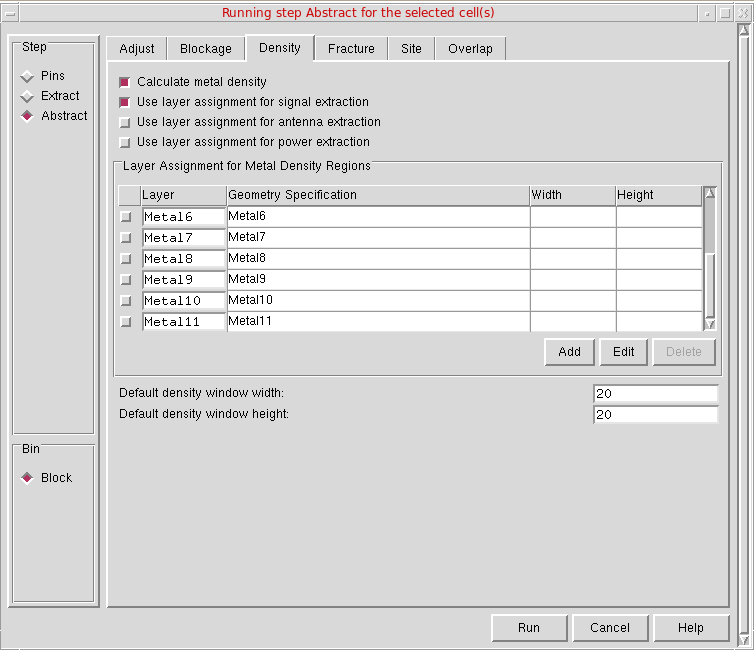 Running step Abstract for the selected cell(s)
Step
Pins
Extract
Abstract
Bin
Block
Adjust Blockage Density Fracture Site Overlap
Calculate metal density
Use layer assignment for signal extraction
Use layer assignment for antenna extraction
Use layer assignment for power extraction
Layer Assignment for Metal Density Regions
Layer Geometry Specification Width Height
Metal6 Metal6
Metal7 Metal7
Metal8 Metal8
Metal9 Metal9
Metal10 Metal10
Metal11 Metal11
Add Edit Delete
Default density window width: 20
Default density window height: 20
Run Cancel Help